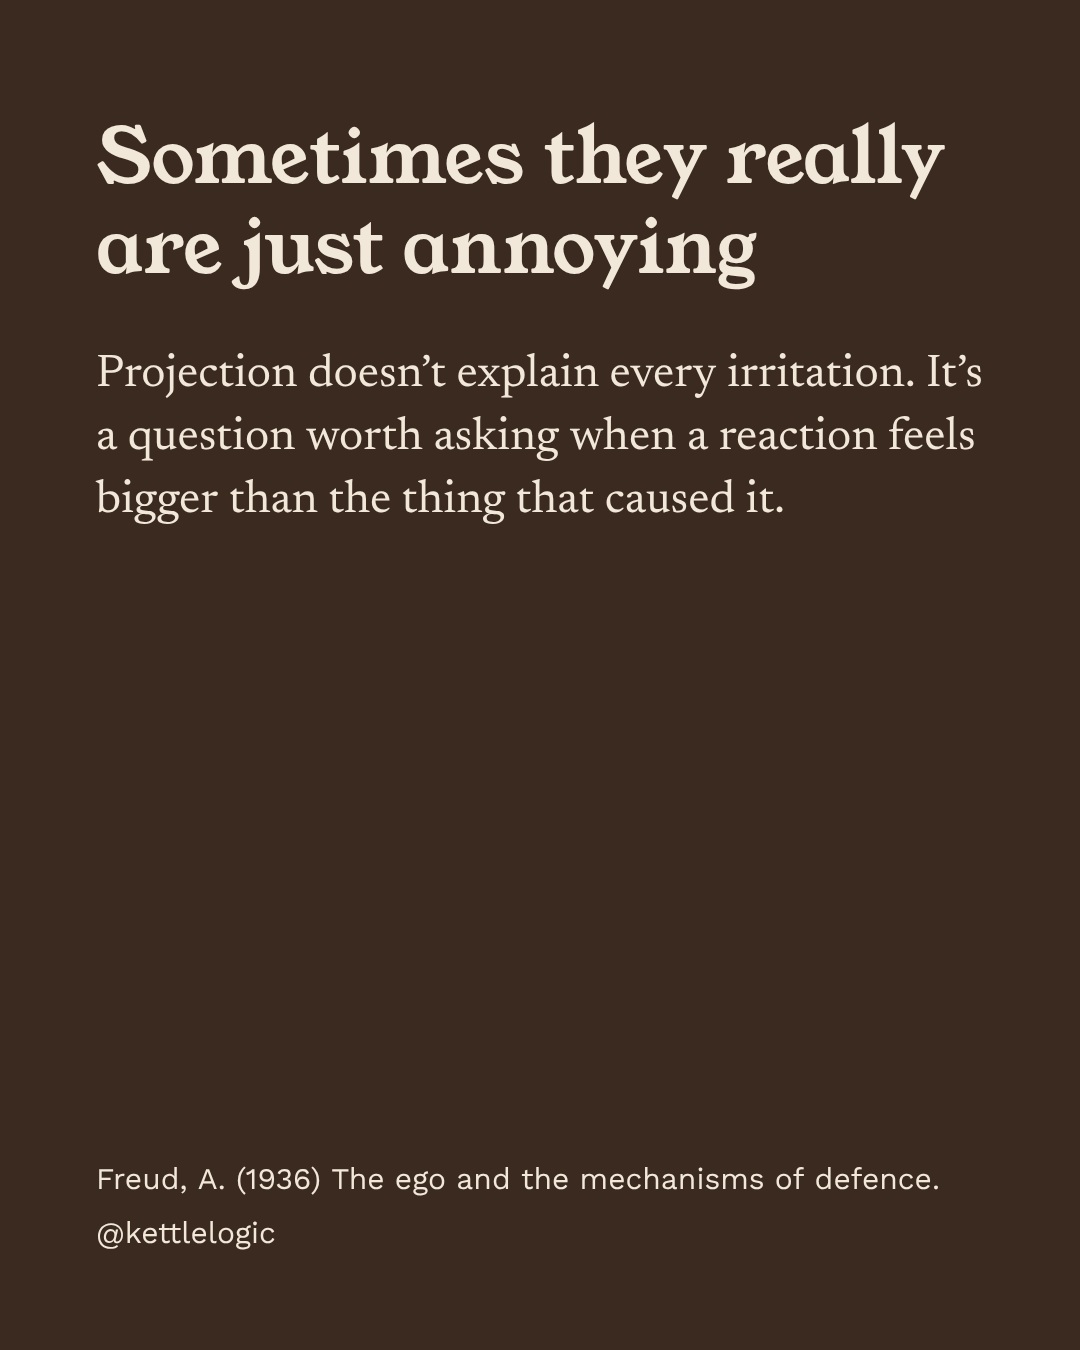 Sometimes they really
are just annoying
Projection doesn’t explain every irritation. It’s
a question worth asking when a reaction feels
bigger than the thing that caused it.
Freud, A. (1936) The ego and the mechanisms of defence.
@kettlelogic